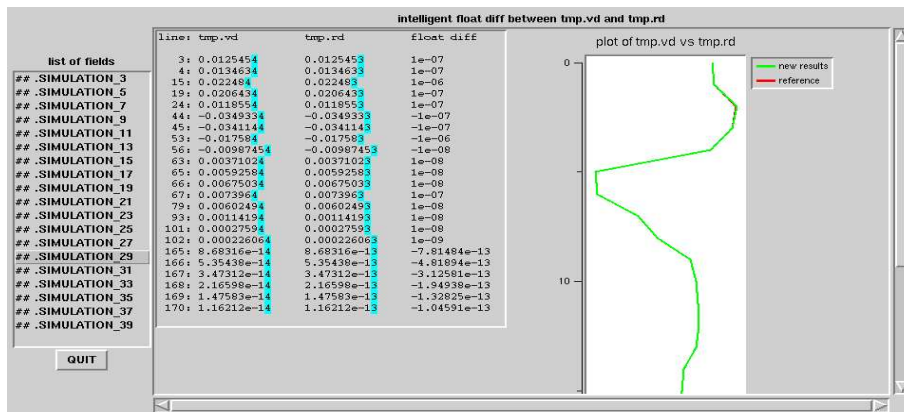 intelligent float diff between tmp.vd and tmp.rd
list of fields
## .SIMULATION_3
## .SIMULATION_5
## .SIMULATION_7
## .SIMULATION_9
## .SIMULATION_11
## .SIMULATION_13
## .SIMULATION_15
## .SIMULATION_17
## .SIMULATION_19
## .SIMULATION_21
## .SIMULATION_23
## .SIMULATION_25
## .SIMULATION_27
## .SIMULATION_29
## .SIMULATION_31
## .SIMULATION_33
## .SIMULATION_35
## .SIMULATION_37
## .SIMULATION_39
QUIT
line: tmp.vd tmp.rd float diff
3: 0.0125454 0.0125453 1e-07
4: 0.0134634 0.0134633 1e-07
15: 0.022484 0.022483 1e-06
19: 0.0206434 0.0206433 1e-07
24: 0.0118554 0.0118553 1e-07
44: -0.0349334 -0.0349333 -1e-07
45: -0.0341144 -0.0341143 -1e-07
53: -0.017584 -0.017583 -1e-06
56: -0.00987454 -0.00987453 -1e-08
63: 0.00371024 0.00371023 1e-08
65: 0.00592584 0.00592583 1e-08
66: 0.00675034 0.00675033 1e-08
67: 0.0073964 0.0073963 1e-07
79: 0.00602494 0.00602493 1e-08
93: 0.00114194 0.00114193 1e-08
101: 0.00027594 0.00027593 1e-08
102: 0.000226064 0.000226063 1e-09
165: 8.68316e-14 8.68316e-13 -7.81484e-13
166: 5.35438e-14 5.35438e-13 -4.81894e-13
167: 3.47312e-14 3.47312e-13 -3.12581e-13
168: 2.16598e-14 2.16598e-13 -1.94938e-13
169: 1.47583e-14 1.47583e-13 -1.32825e-13
170: 1.16212e-14 1.16212e-13 -1.04591e-13
plot of tmp.vd vs tmp.rd
0
10
new results
reference